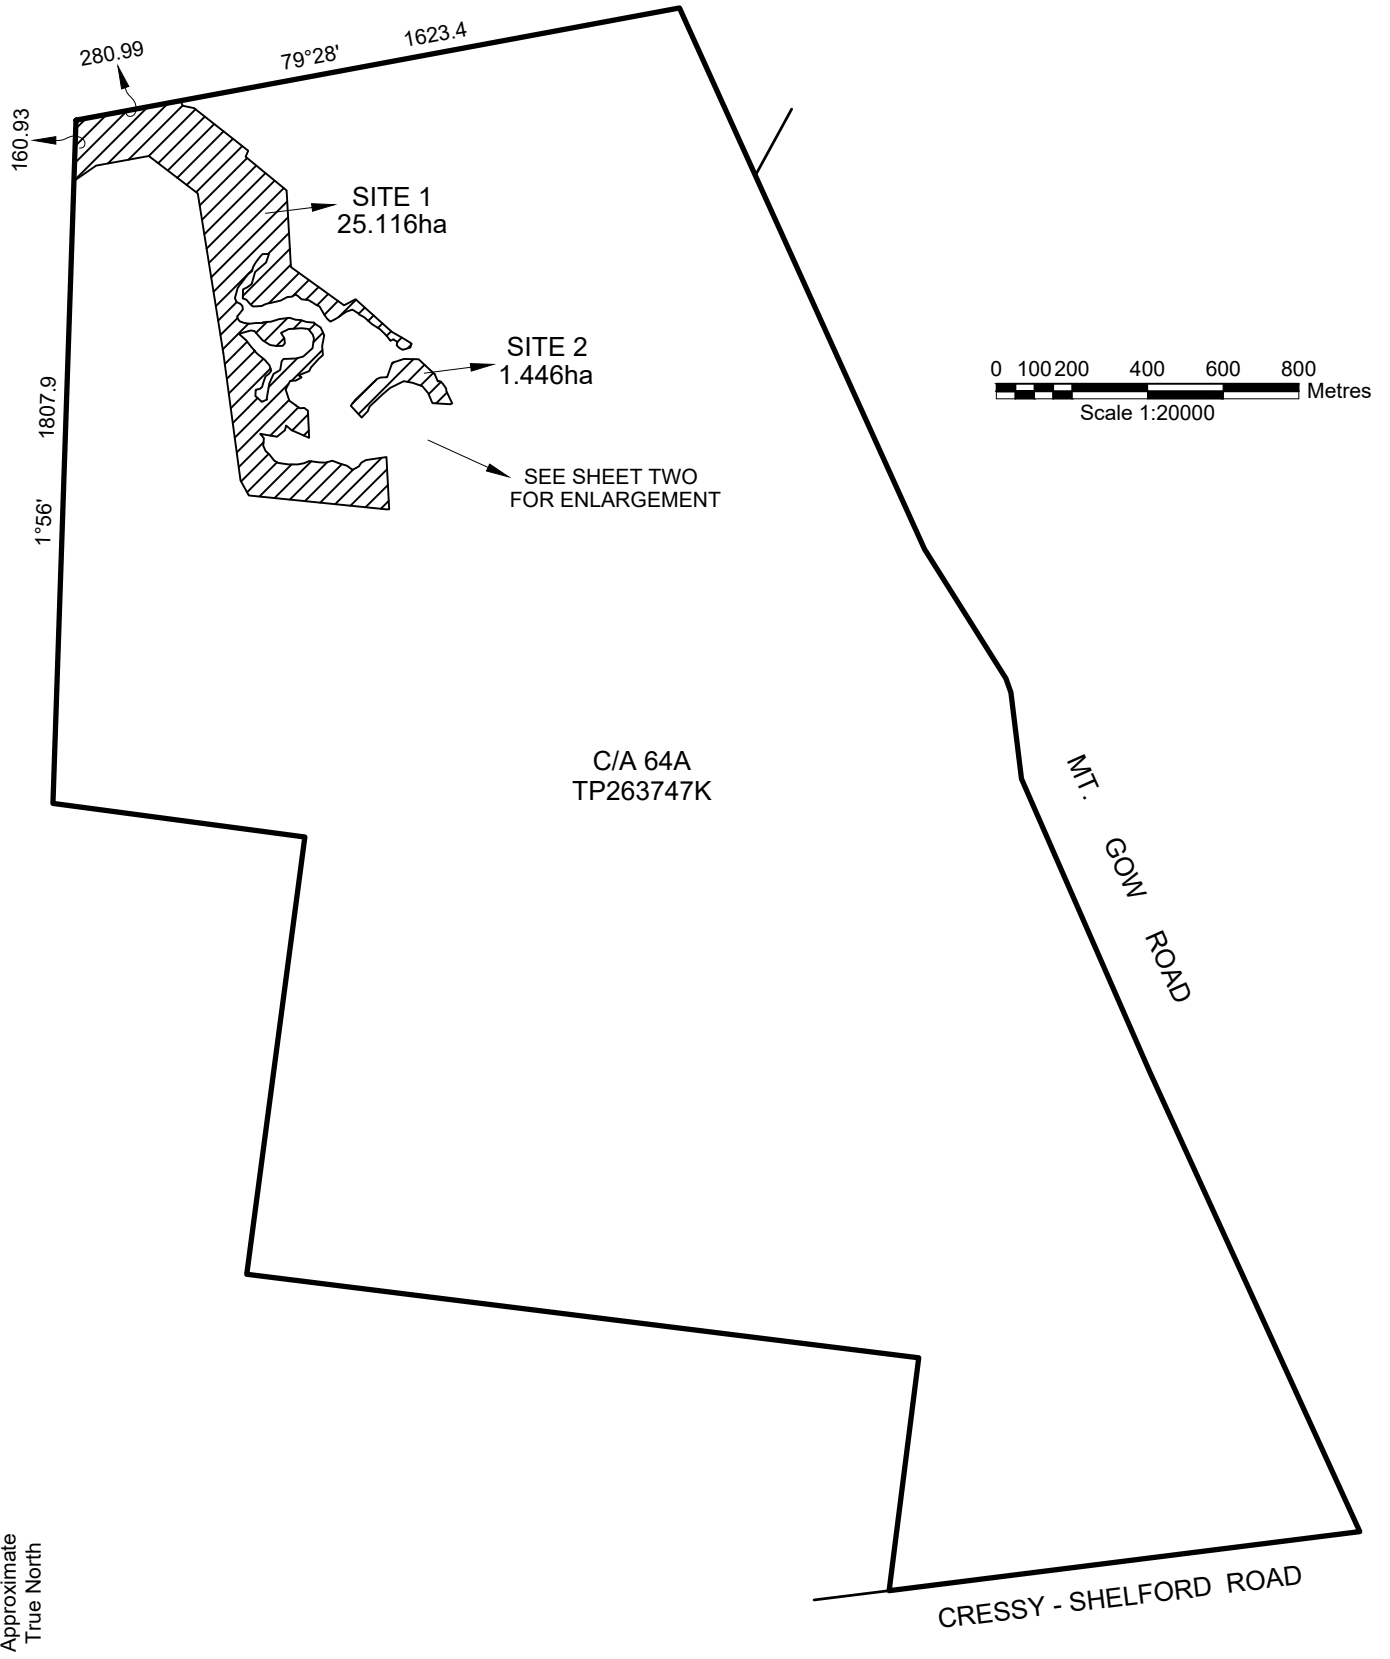 280.99
79°28'
1623.4
160.93
SITE 1
25.116ha
SITE 2
1.446ha
0 100 200 400 600 800
Metres
Scale 1:20000
1807.9
1°56'
SEE SHEET TWO
FOR ENLARGEMENT
C/A 64A
TP263747K
MT. GOW ROAD
Approximate
True North
CRESSY - SHELFORD ROAD